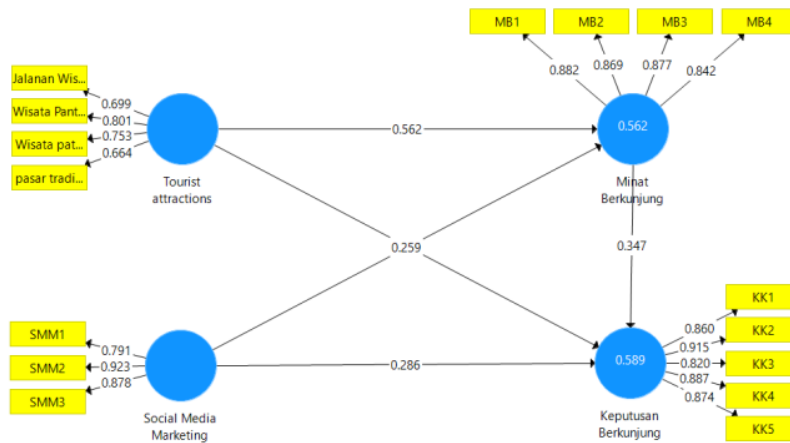 MB1
MB2
MB3
MB4
0.882
0.869
0.877
0.842
Jalanan Wis...
Wisata Pant...
Wisata pat...
pasar tradi...
0.699
0.801
0.753
0.664
Tourist
attractions
0.562
0.562
Minat
Berkunjung
0.259
0.347
SMM1
SMM2
SMM3
0.791
0.923
0.878
Social Media
Marketing
0.286
0.589
Keputusan
Berkunjung
0.860
0.915
0.820
0.887
0.874
KK1
KK2
KK3
KK4
KK5